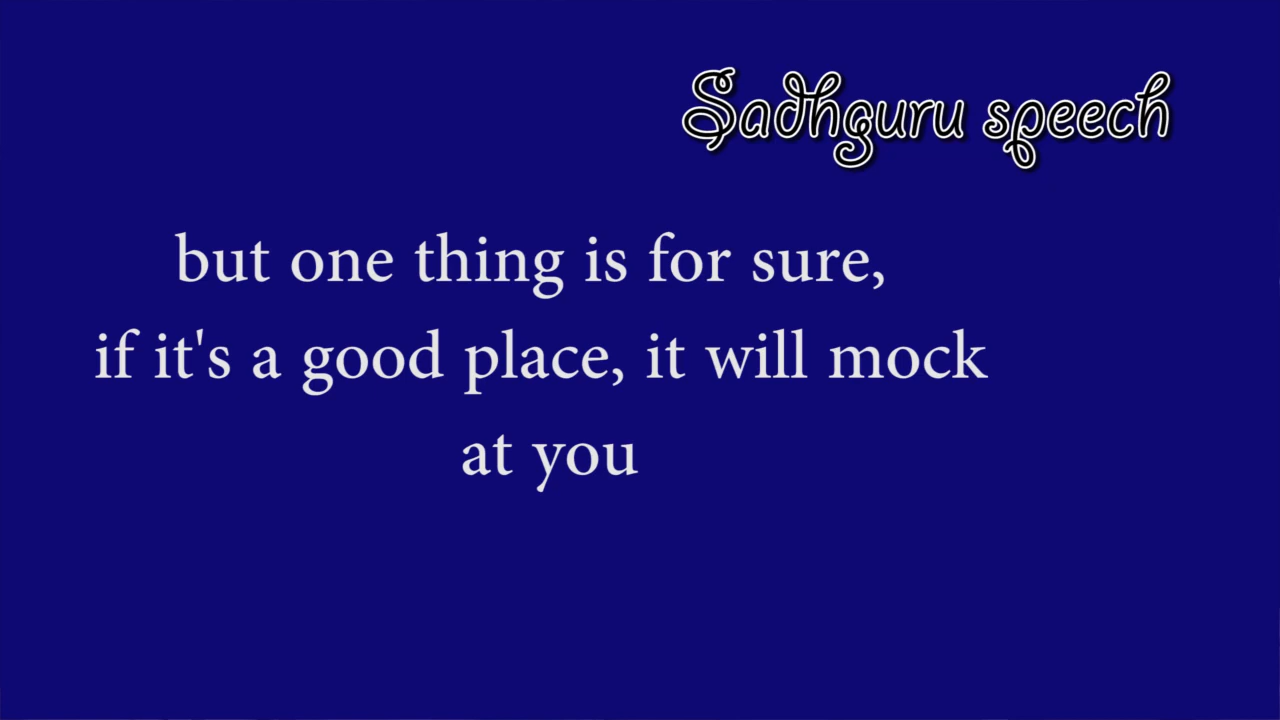 Sadhguru speech
but one thing is for sure,
if it's a good place, it will mock
at you